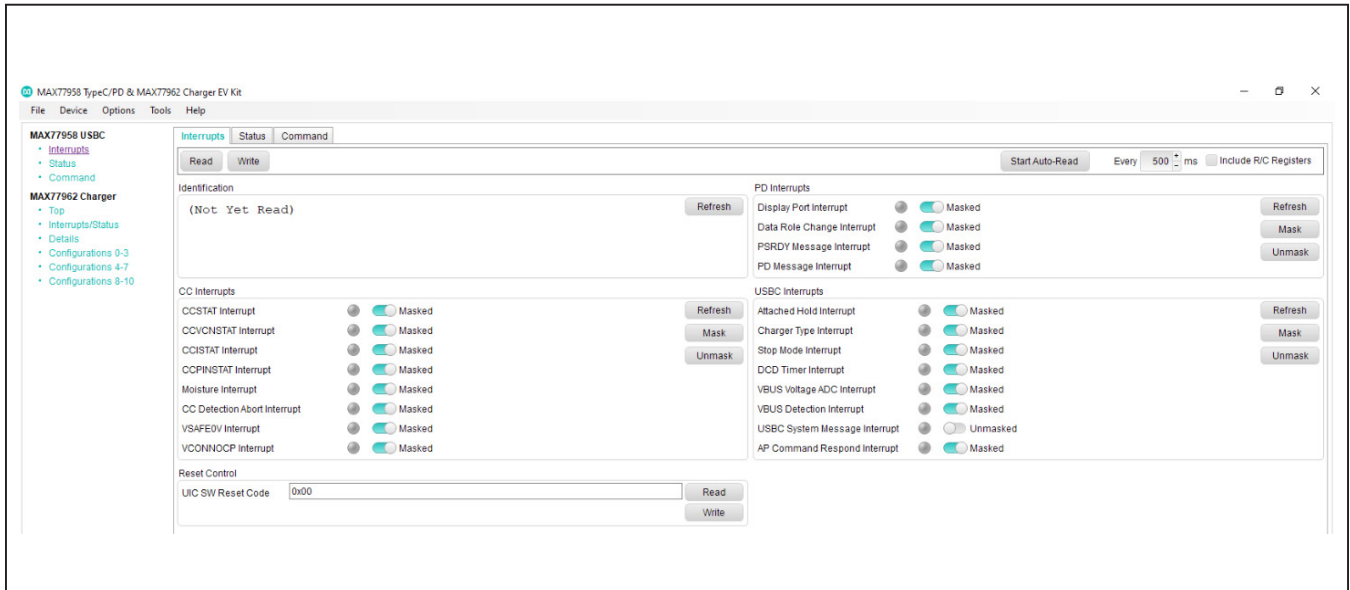 MAX77958 TypeC/PD & MAX77962 Charger EV Kit
File Device Options Tools Help
MAX77958 USBC
• Interrupts
• Status
• Command
MAX77962 Charger
• Top
• Interrupts/Status
• Details
• Configurations 0-3
• Configurations 4-7
• Configurations 8-10
Interrupts Status Command
Read Write Start Auto-Read Every 500 ms Include R/C Registers
Identification
(Not Yet Read) Refresh
PD Interrupts
Display Port Interrupt Masked Refresh
Data Role Change Interrupt Masked Mask
PSRDY Message Interrupt Masked Unmask
PD Message Interrupt Masked
CC Interrupts
CCSTAT Interrupt Masked Refresh
CCVCNSTAT Interrupt Masked Mask
CCISTAT Interrupt Masked Unmask
CCPINSTAT Interrupt Masked
Moisture Interrupt Masked
CC Detection Abort Interrupt Masked
VSAFE0V Interrupt Masked
VCONNOCP Interrupt Masked
USBC Interrupts
Attached Hold Interrupt Masked Refresh
Charger Type Interrupt Masked Mask
Stop Mode Interrupt Masked Unmask
DCD Timer Interrupt Masked
VBUS Voltage ADC Interrupt Masked
VBUS Detection Interrupt Masked
USBC System Message Interrupt Unmasked
AP Command Respond Interrupt Masked
Reset Control
UIC SW Reset Code 0x00 Read
Write